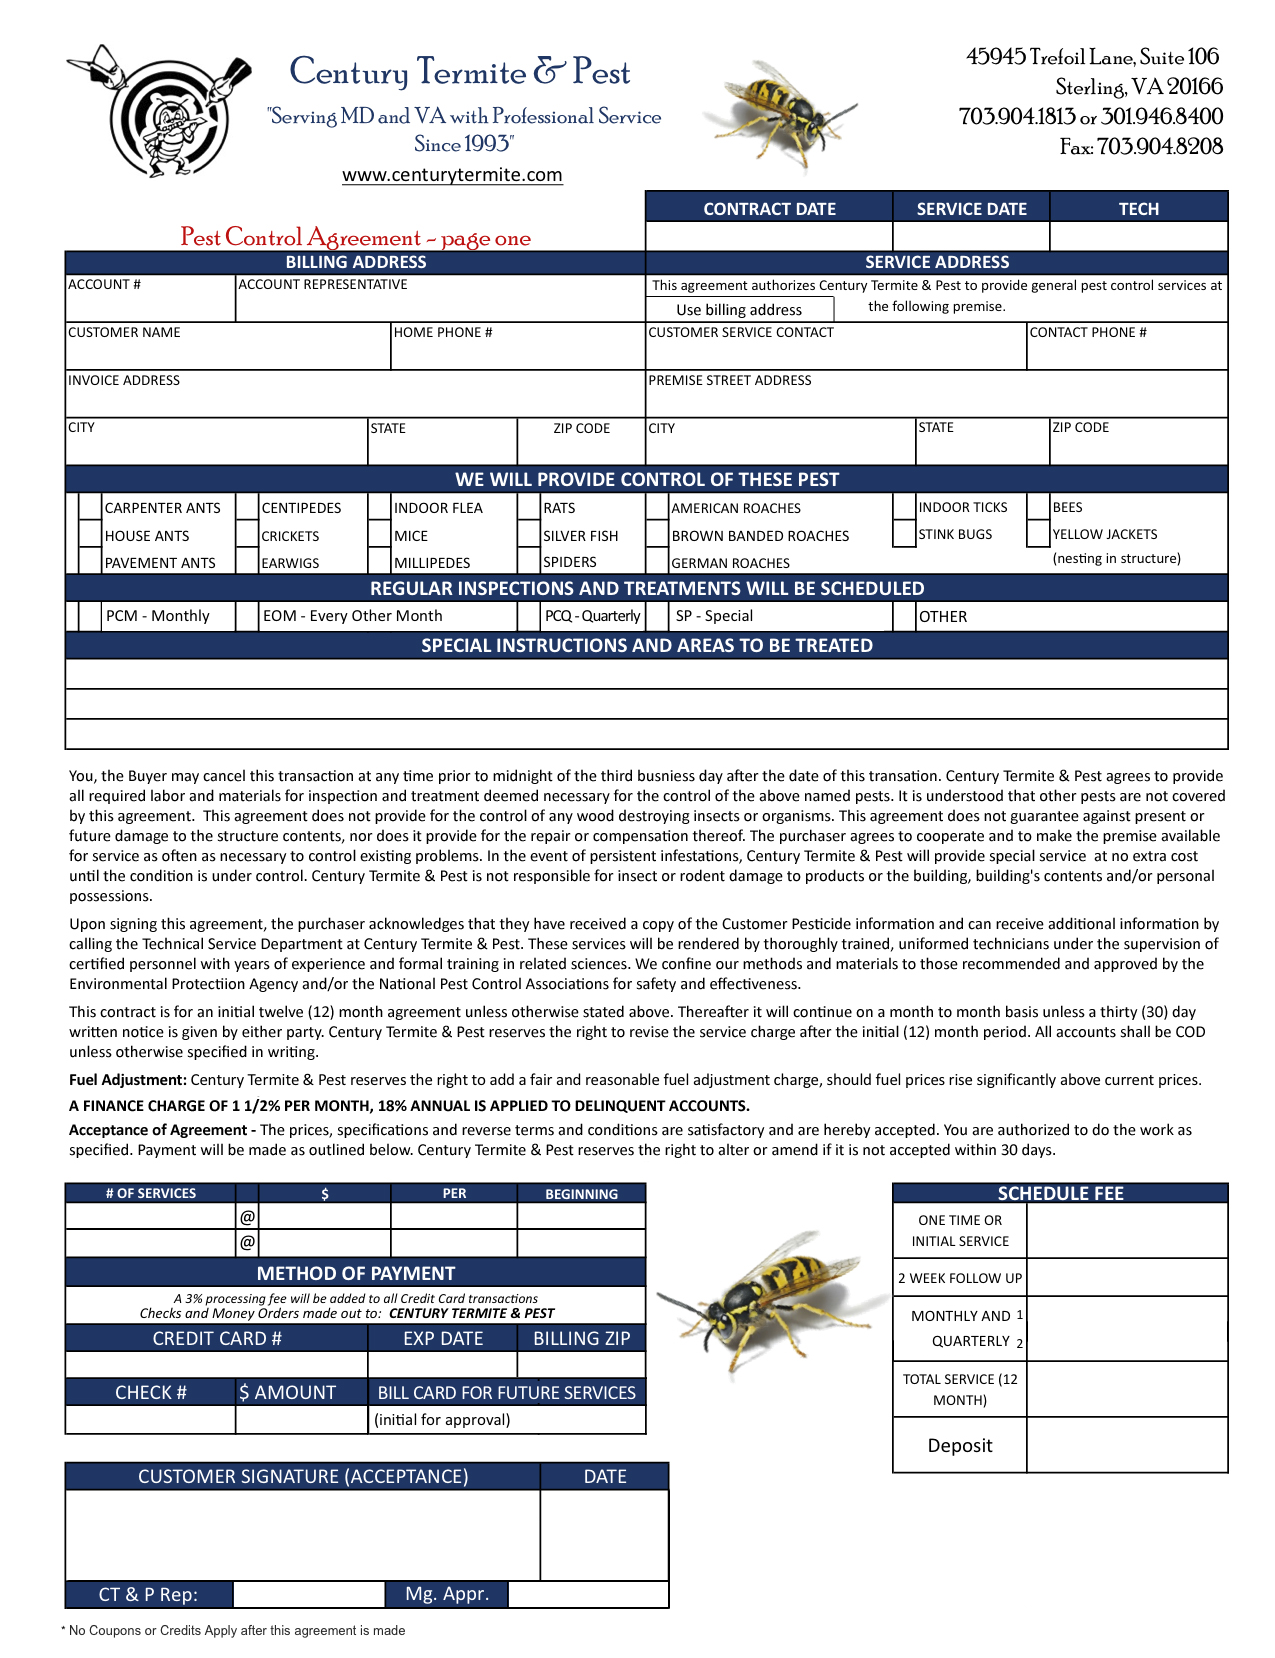 Century Termite & Pest
"Serving MD and VA with Professional Service
Since 1993"
www.centurytermite.com
45945 Trefoil Lane, Suite 106
Sterling, VA 20166
703.904.1813 or 301.946.8400
Fax: 703.904.8208
Pest Control Agreement ~ page one
CONTRACT DATE SERVICE DATE TECH
BILLING ADDRESS SERVICE ADDRESS
ACCOUNT # ACCOUNT REPRESENTATIVE This agreement authorizes Century Termite & Pest to provide general pest control services at
Use billing address the following premise.
CUSTOMER NAME HOME PHONE # CUSTOMER SERVICE CONTACT CONTACT PHONE #
INVOICE ADDRESS PREMISE STREET ADDRESS
CITY STATE ZIP CODE CITY STATE ZIP CODE
WE WILL PROVIDE CONTROL OF THESE PEST
CARPENTER ANTS CENTIPEDES INDOOR FLEA RATS AMERICAN ROACHES INDOOR TICKS BEES
HOUSE ANTS CRICKETS MICE SILVER FISH BROWN BANDED ROACHES STINK BUGS YELLOW JACKETS
PAVEMENT ANTS EARWIGS MILLIPEDES SPIDERS GERMAN ROACHES (nesting in structure)
REGULAR INSPECTIONS AND TREATMENTS WILL BE SCHEDULED
PCM - Monthly EOM - Every Other Month PCQ - Quarterly SP - Special OTHER
SPECIAL INSTRUCTIONS AND AREAS TO BE TREATED
You, the Buyer may cancel this transaction at any time prior to midnight of the third busniess day after the date of this transation. Century Termite & Pest agrees to provide
all required labor and materials for inspection and treatment deemed necessary for the control of the above named pests. It is understood that other pests are not covered
by this agreement. This agreement does not provide for the control of any wood destroying insects or organisms. This agreement does not guarantee against present or
future damage to the structure contents, nor does it provide for the repair or compensation thereof. The purchaser agrees to cooperate and to make the premise available
for service as often as necessary to control existing problems. In the event of persistent infestations, Century Termite & Pest will provide special service at no extra cost
until the condition is under control. Century Termite & Pest is not responsible for insect or rodent damage to products or the building, building's contents and/or personal
possessions.
Upon signing this agreement, the purchaser acknowledges that they have received a copy of the Customer Pesticide information and can receive additional information by
calling the Technical Service Department at Century Termite & Pest. These services will be rendered by thoroughly trained, uniformed technicians under the supervision of
certified personnel with years of experience and formal training in related sciences. We confine our methods and materials to those recommended and approved by the
Environmental Protectiion Agency and/or the National Pest Control Associations for safety and effectiveness.
This contract is for an initial twelve (12) month agreement unless otherwise stated above. Thereafter it will continue on a month to month basis unless a thirty (30) day
written notice is given by either party. Century Termite & Pest reserves the right to revise the service charge after the initial (12) month period. All accounts shall be COD
unless otherwise specified in writing.
Fuel Adjustment: Century Termite & Pest reserves the right to add a fair and reasonable fuel adjustment charge, should fuel prices rise significantly above current prices.
A FINANCE CHARGE OF 1 1/2% PER MONTH, 18% ANNUAL IS APPLIED TO DELINQUENT ACCOUNTS.
Acceptance of Agreement - The prices, specifications and reverse terms and conditions are satisfactory and are hereby accepted. You are authorized to do the work as
specified. Payment will be made as outlined below. Century Termite & Pest reserves the right to alter or amend if it is not accepted within 30 days.
# OF SERVICES $ PER BEGINNING
@
@
METHOD OF PAYMENT
A 3% processing fee will be added to all Credit Card transactions
Checks and Money Orders made out to: CENTURY TERMITE & PEST
CREDIT CARD # EXP DATE BILLING ZIP
CHECK # $ AMOUNT BILL CARD FOR FUTURE SERVICES
(initial for approval)
SCHEDULE FEE
ONE TIME OR
INITIAL SERVICE
2 WEEK FOLLOW UP
MONTHLY AND 1
QUARTERLY 2
TOTAL SERVICE (12
MONTH)
Deposit
CUSTOMER SIGNATURE (ACCEPTANCE) DATE
CT & P Rep: Mg. Appr.
* No Coupons or Credits Apply after this agreement is made